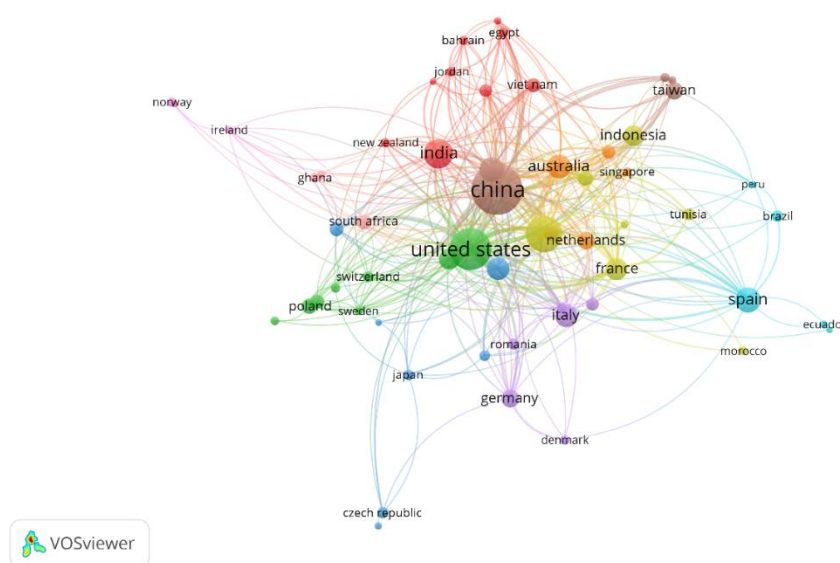 egypt
bahrain
jordan
viet nam
taiwan
norway
ireland
indonesia
new zealand
india
australia
singapore
ghana
china
peru
south africa
tunisia
brazil
united states
netherlands
switzerland
france
poland
sweden
italy
spain
ecuado
romania
morocco
japan
germany
denmark
czech republic
VOSviewer